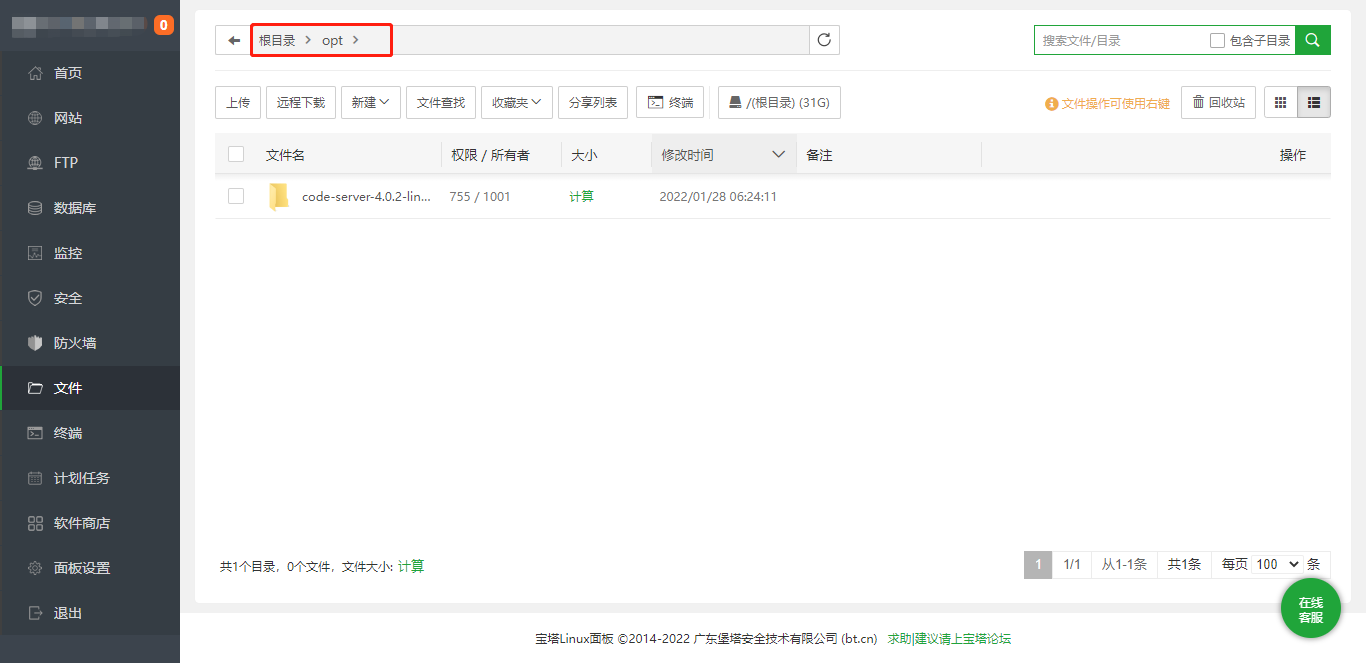 0
首页
网站
FTP
数据库
监控
安全
防火墙
文件
终端
计划任务
软件商店
面板设置
退出
根目录 > opt >
搜索文件/目录 包含子目录
上传 远程下载 新建 文件查找 收藏夹 分享列表 终端 /(根目录) (31G) 文件操作可使用右键 回收站
文件名 权限 / 所有者 大小 修改时间 备注 操作
code-server-4.0.2-lin... 755 / 1001 计算 2022/01/28 06:24:11
共1个目录，0个文件，文件大小: 计算 1 1/1 从1-1条 共1条 每页 100 条
在线
客服
宝塔Linux面板 ©2014-2022 广东堡塔安全技术有限公司 (bt.cn) 求助|建议请上宝塔论坛